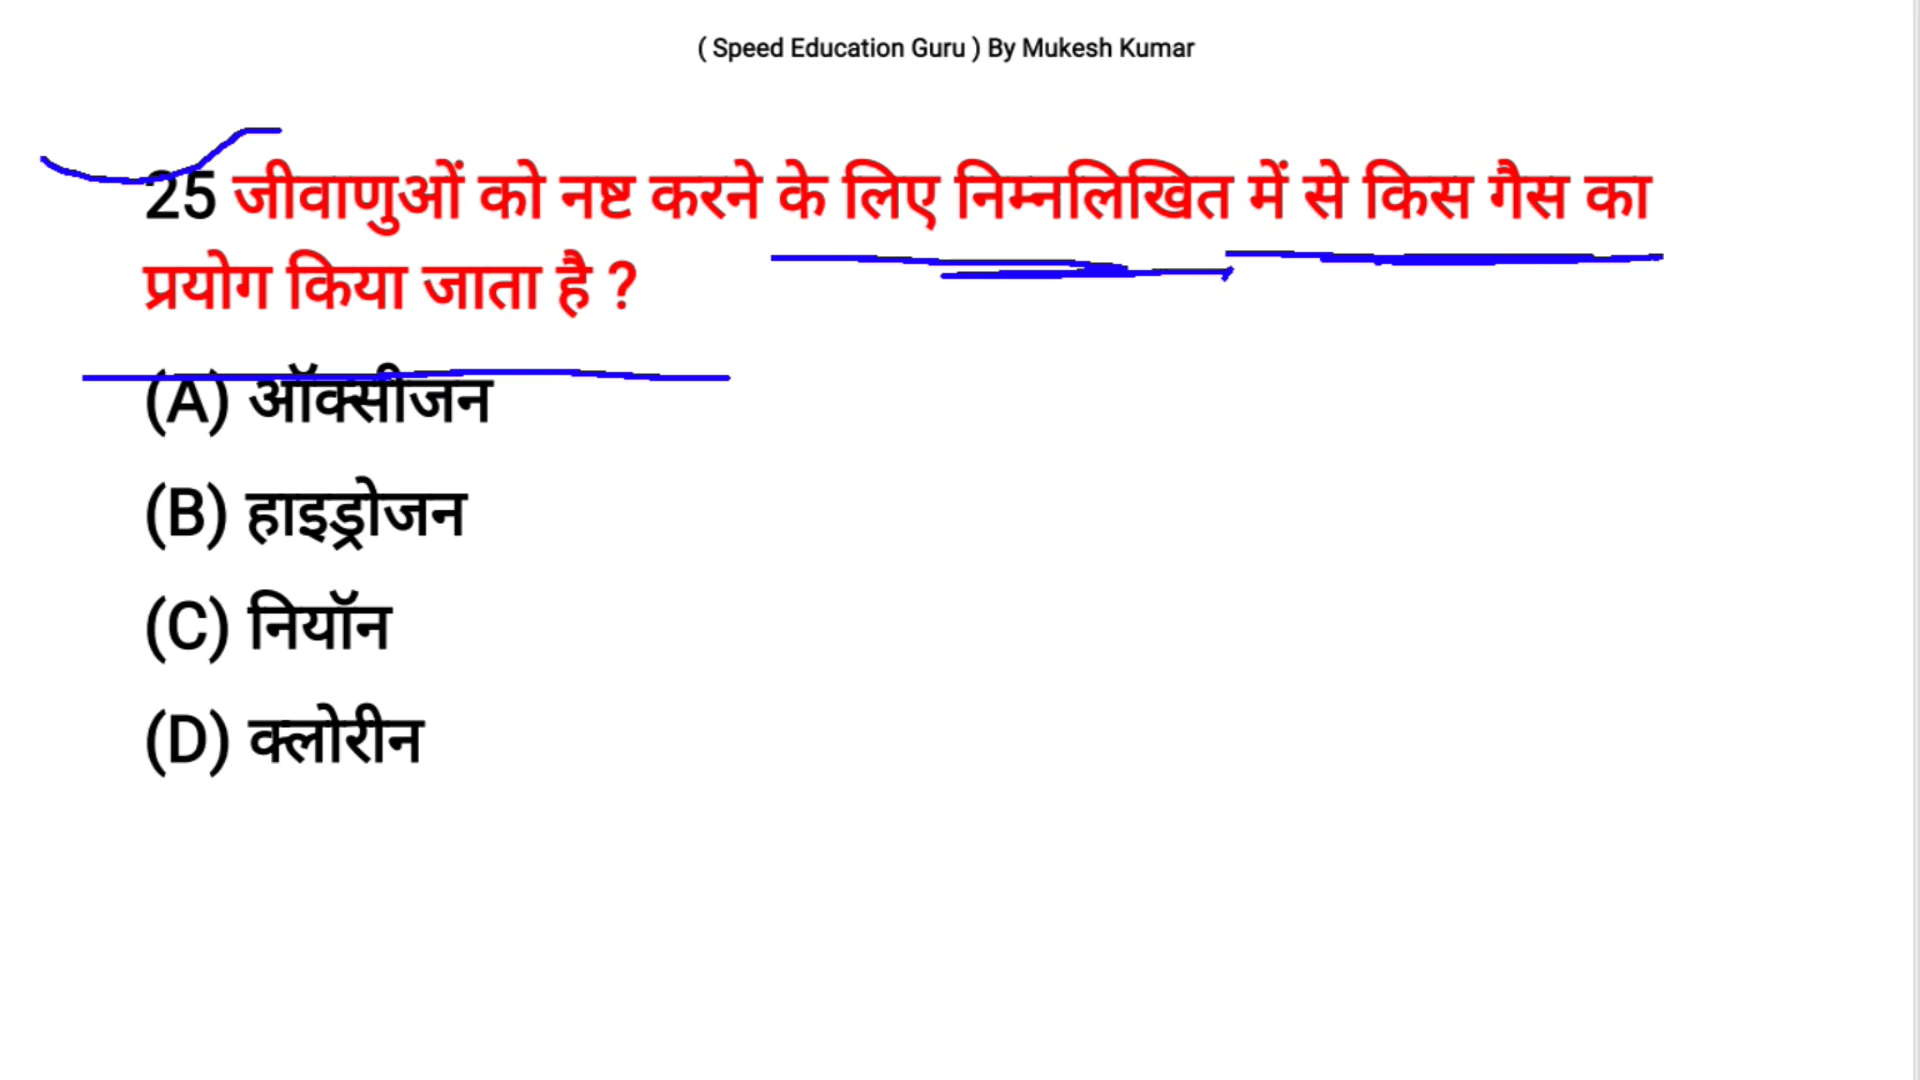 ( Speed Education Guru ) By Mukesh Kumar
25 जीवाणुओं को नष्ट करने के लिए निम्नलिखित में से किस गैस का
प्रयोग किया जाता है ?
(A) ऑक्सीजन
(B) हाइड्रोजन
(C) नियॉन
(D) क्लोरीन